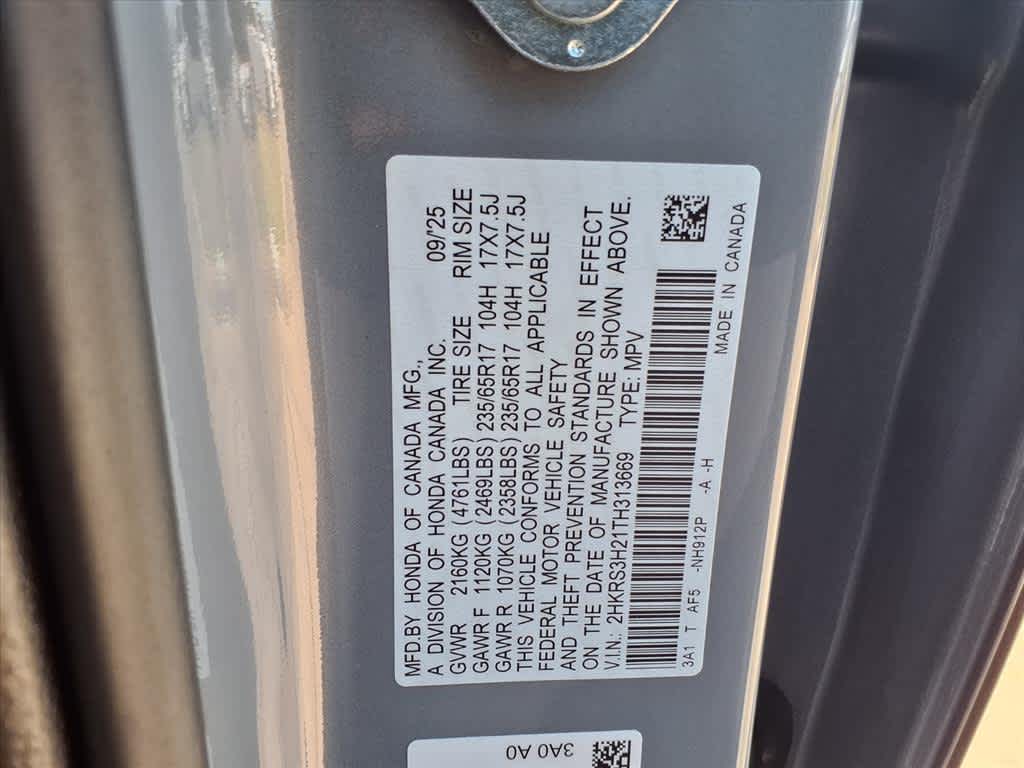 MFD.BY HONDA OF CANADA MFG.,
A DIVISION OF HONDA CANADA INC. 09/25
GVWR 2160KG (4761LBS) TIRE SIZE RIM SIZE
GAWR F 1120KG (2469LBS) 235/65R17 104H 17X7.5J
GAWR R 1070KG (2358LBS) 235/65R17 104H 17X7.5J
THIS VEHICLE CONFORMS TO ALL APPLICABLE
FEDERAL MOTOR VEHICLE SAFETY
AND THEFT PREVENTION STANDARDS IN EFFECT
ON THE DATE OF MANUFACTURE SHOWN ABOVE.
V.IN.: 2HKRS3H21TH313669 TYPE: MPV
3A1 T AF5 -NH912P -A -H
MADE IN CANADA
3A0 A0